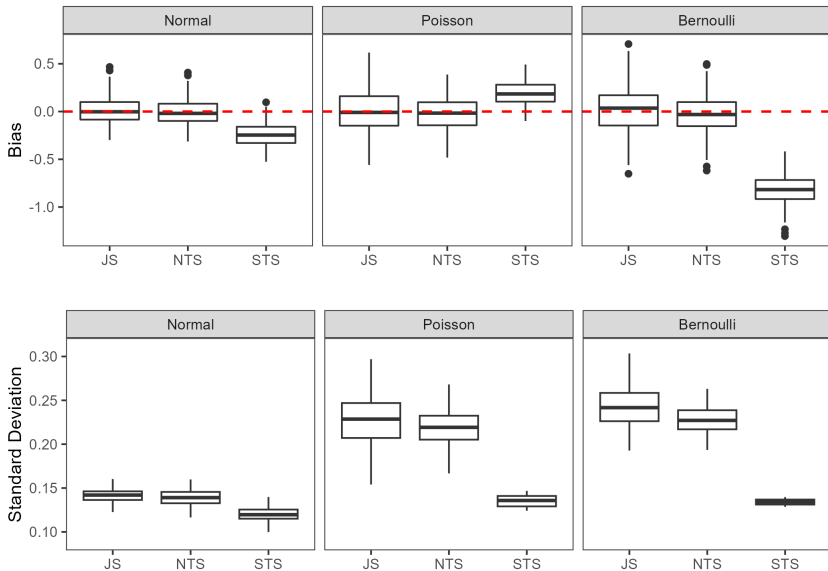 Normal Poisson Bernoulli
Bias
0.5
0.0
-0.5
-1.0
JS NTS STS JS NTS STS JS NTS STS
Normal Poisson Bernoulli
Standard Deviation
0.30
0.25
0.20
0.15
0.10
JS NTS STS JS NTS STS JS NTS STS